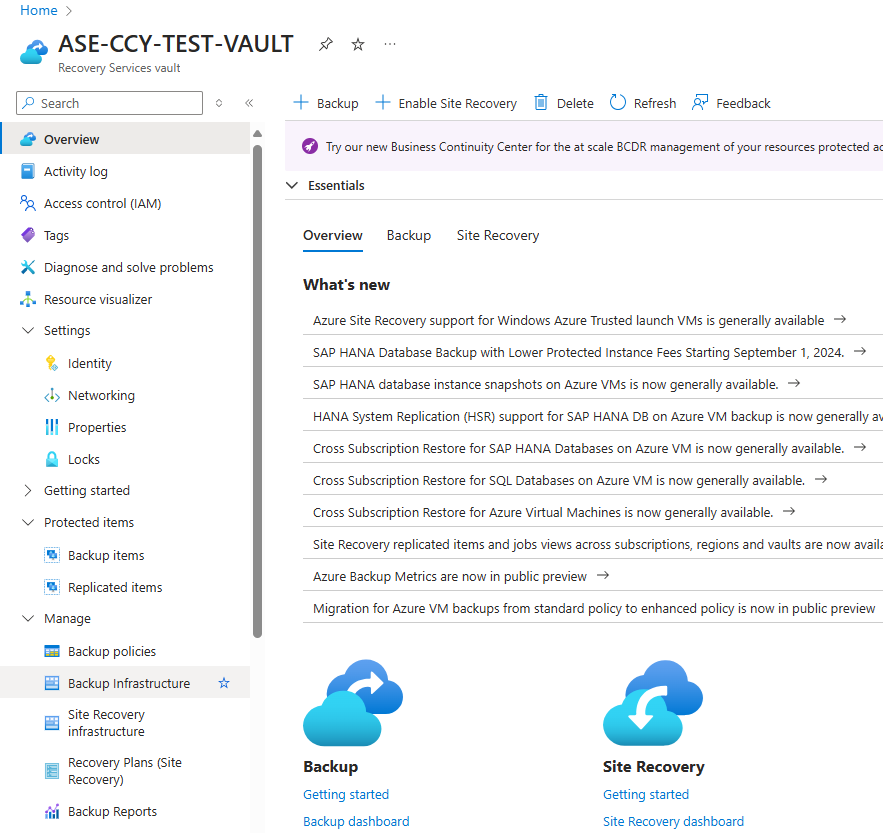 Home
ASE-CCY-TEST-VAULT
Recovery Services vault
Search
Backup
Enable Site Recovery
Delete
Refresh
Feedback
Overview
Activity log
Access control (IAM)
Tags
Diagnose and solve problems
Resource visualizer
Settings
Identity
Networking
Properties
Locks
Getting started
Protected items
Backup items
Replicated items
Manage
Backup policies
Backup Infrastructure
Site Recovery
infrastructure
Recovery Plans (Site
Recovery)
Backup Reports
Try our new Business Continuity Center for the at scale BCDR management of your resources protected
Essentials
Overview Backup Site Recovery
What's new
Azure Site Recovery support for Windows Azure Trusted launch VMs is generally available
SAP HANA Database Backup with Lower Protected Instance Fees Starting September 1, 2024.
SAP HANA database instance snapshots on Azure VMs is now generally available.
HANA System Replication (HSR) support for SAP HANA DB on Azure VM backup is now generally
Cross Subscription Restore for SAP HANA Databases on Azure VM is now generally available.
Cross Subscription Restore for SQL Databases on Azure VM is now generally available.
Cross Subscription Restore for Azure Virtual Machines is now generally available.
Site Recovery replicated items and jobs views across subscriptions, regions and vaults are now
Azure Backup Metrics are now in public preview
Migration for Azure VM backups from standard policy to enhanced policy is now in public preview
Backup
Getting started
Backup dashboard
Site Recovery
Getting started
Site Recovery dashboard